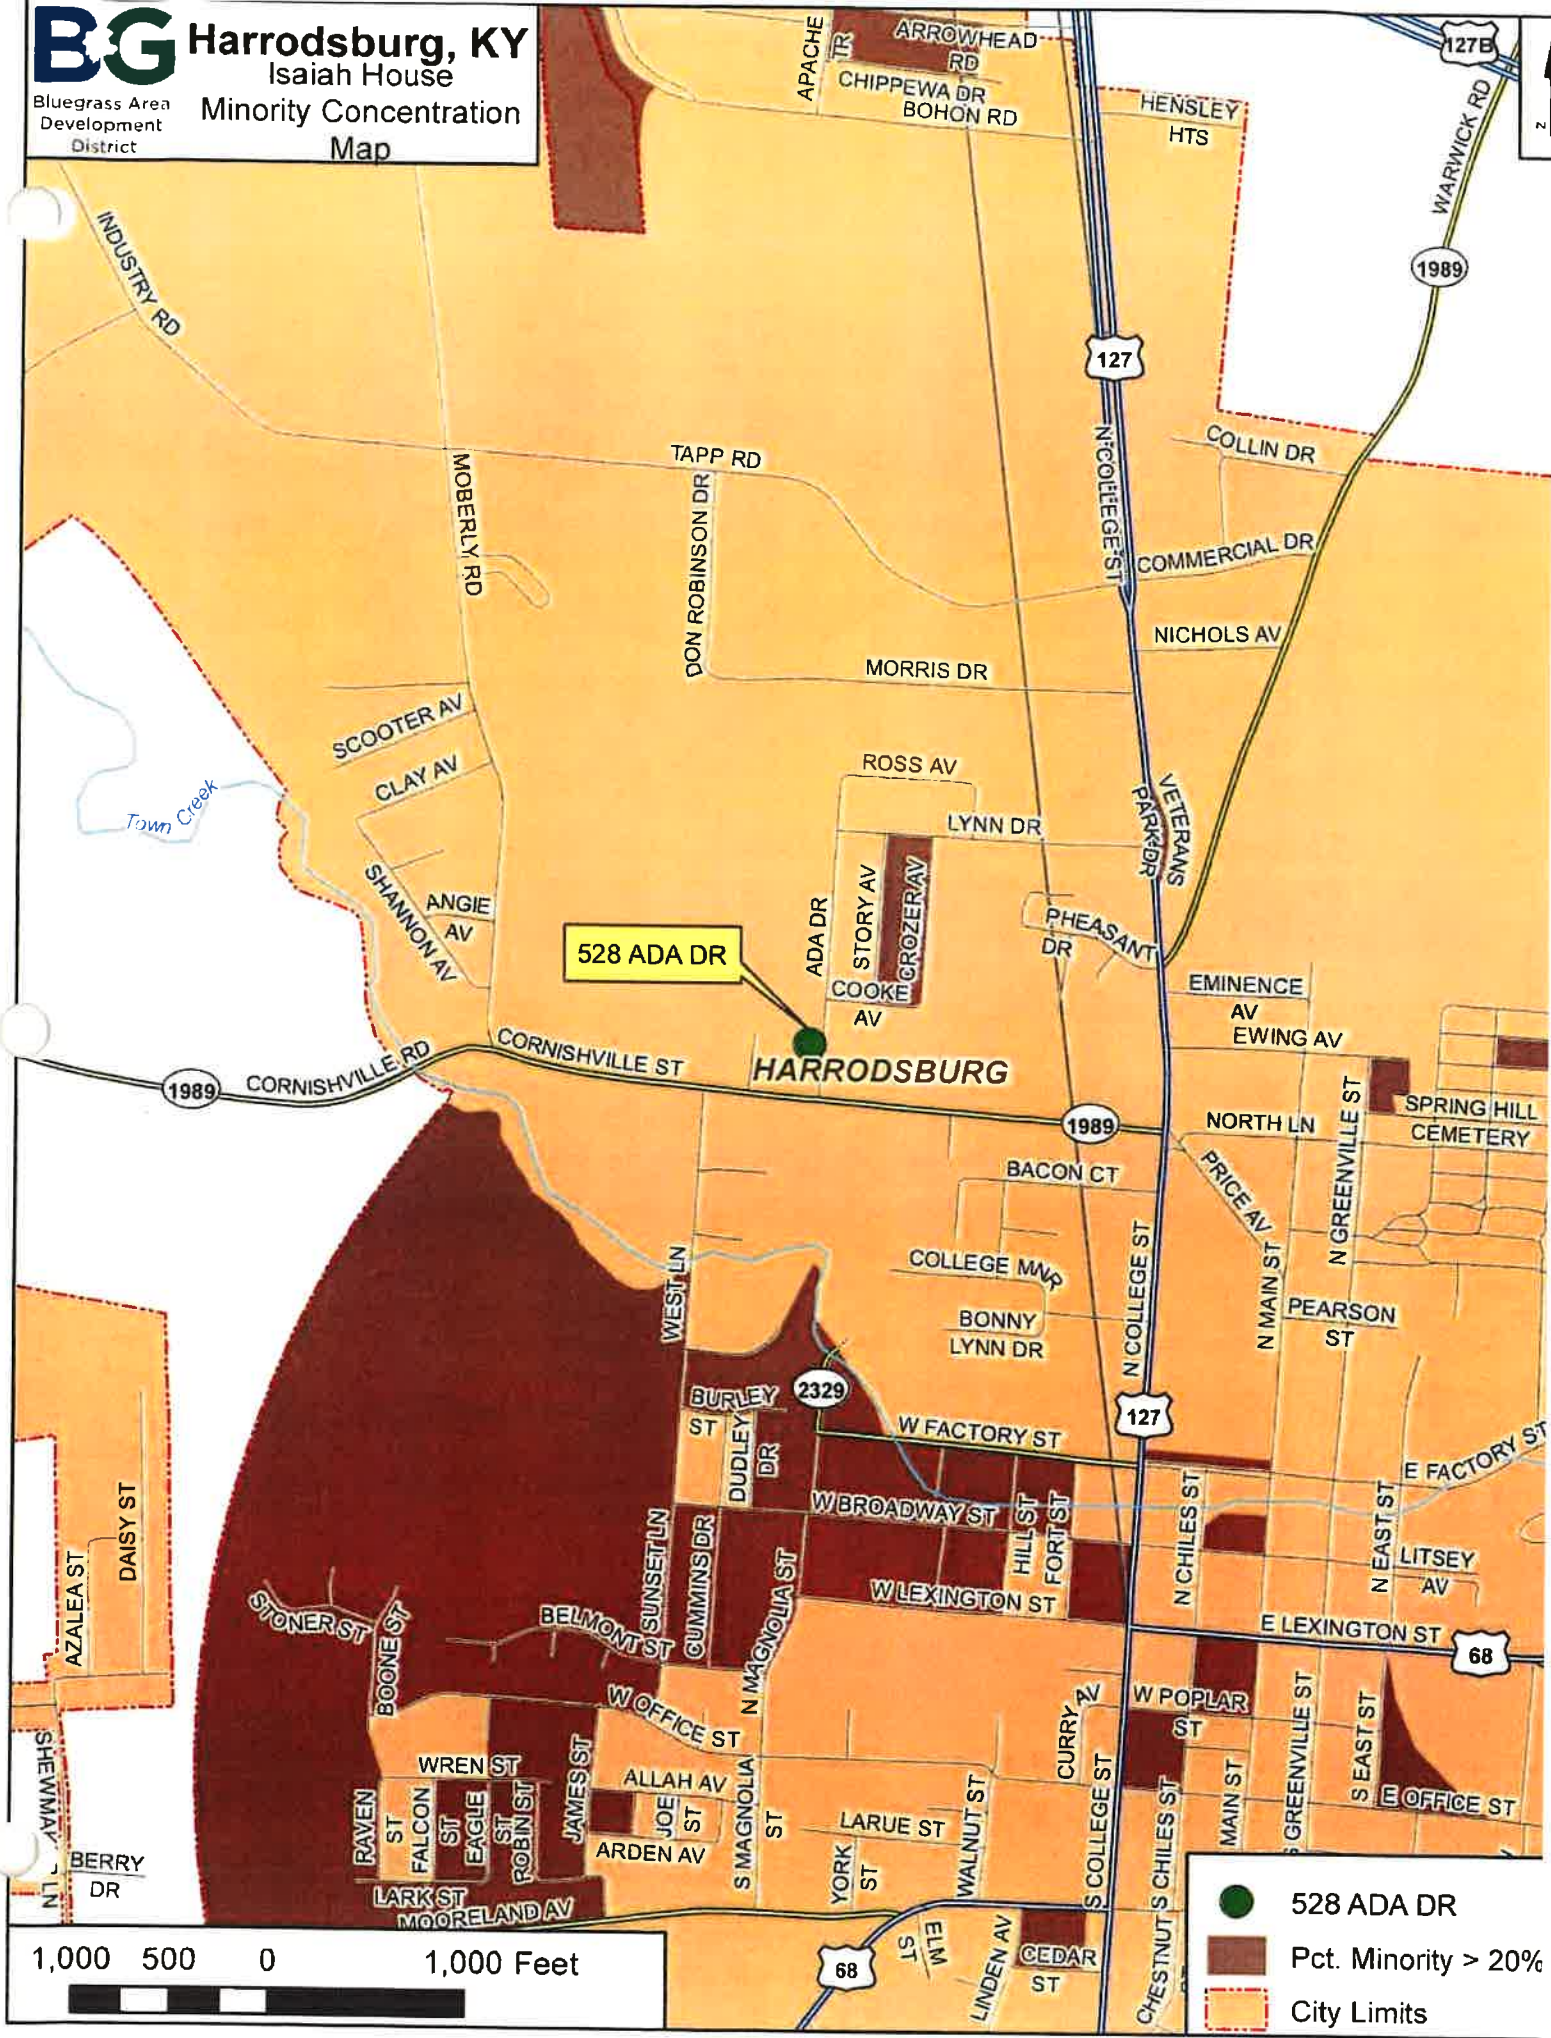 BG
Bluegrass Area
Development
District
Harrodsburg, KY
Isaiah House
Minority Concentration
Map
N
APACHE
TR
ARROWHEAD
RD
CHIPPEWA DR
BOHON RD
HENSLEY
HTS
127B
WARWICK RD
1989
INDUSTRY RD
127
N COLLEGE ST
COLLIN DR
TAPP RD
MOBERLY RD
DON ROBINSON DR
COMMERCIAL DR
NICHOLS AV
MORRIS DR
SCOOTER AV
CLAY AV
ROSS AV
LYNN DR
VETERANS
PARK DR
Town Creek
SHANNON AV
ANGIE
AV
528 ADA DR
ADA DR
STORY AV
CROZER AV
COOKE
AV
PHEASANT
DR
EMINENCE
AV
EWING AV
1989
CORNISHVILLE RD
CORNISHVILLE ST
HARRODSBURG
1989
NORTH LN
N GREENVILLE ST
SPRING HILL
CEMETERY
BACON CT
PRICE AV
WEST LN
COLLEGE MNR
BONNY
LYNN DR
N COLLEGE ST
N MAIN ST
PEARSON
ST
2329
127
BURLEY
ST
DUDLEY
DR
W FACTORY ST
E FACTORY ST
W BROADWAY ST
HILL ST
FORT ST
N CHILES ST
N EAST ST
LITSEY
AV
AZALEA ST
DAISY ST
SUNSET LN
CUMMINS DR
N MAGNOLIA ST
W LEXINGTON ST
E LEXINGTON ST
68
STONER ST
BOONE ST
BELMONT ST
W OFFICE ST
CURRY AV
W POPLAR
ST
S GREENVILLE ST
S EAST ST
E OFFICE ST
WREN ST
RAVEN
ST
FALCON
ST
EAGLE
ST
ROBIN ST
JAMES ST
ALLAH AV
JOE
ST
ARDEN AV
S MAGNOLIA
ST
LARUE ST
YORK
ST
WALNUT ST
S COLLEGE ST
S CHILES ST
MAIN ST
BERRY
DR
LN
LARK ST
MOORELAND AV
68
ELM
ST
LINDEN AV
CEDAR
ST
CHESTNUT
1,000 500 0 1,000 Feet
528 ADA DR
Pct. Minority > 20%
City Limits